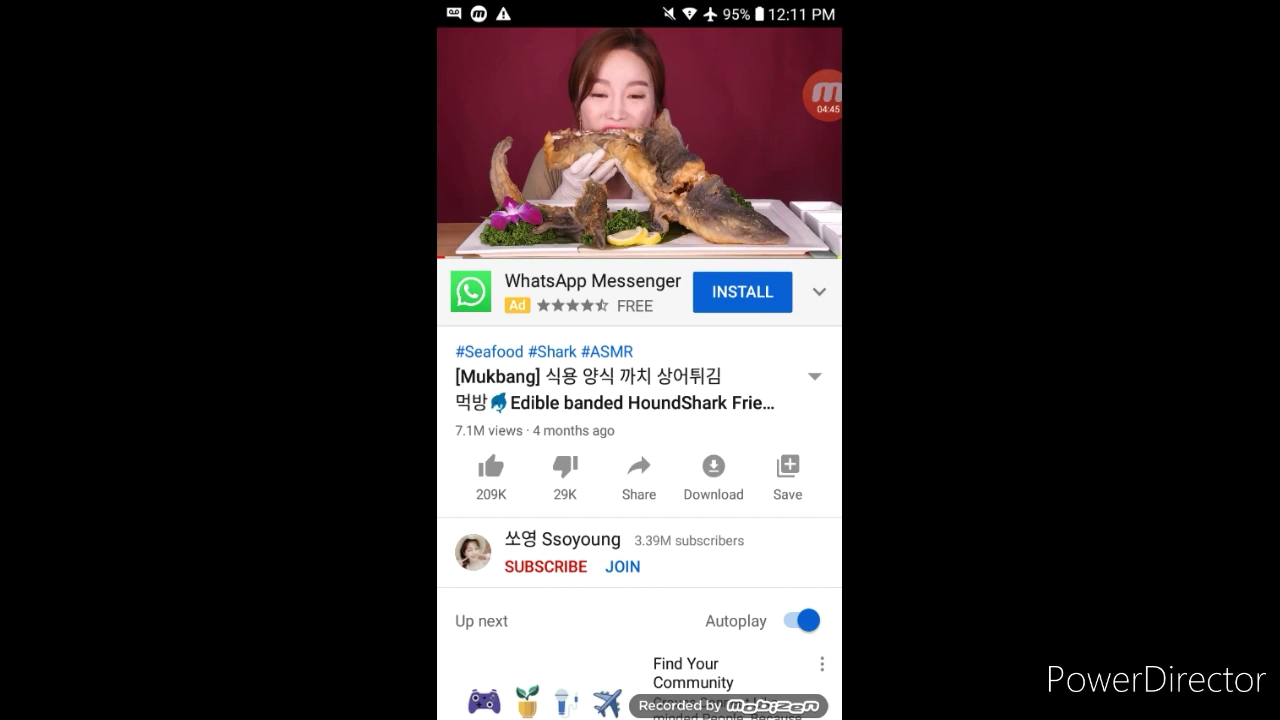 95% 12:11 PM
m
04:45
WhatsApp Messenger
INSTALL
Ad FREE
#Seafood #Shark #ASMR
[Mukbang] 식용 양식 까치 상어튀김
먹방🦈Edible banded HoundShark Frie...
7.1M views · 4 months ago
209K 29K Share Download Save
쏘영 Ssoyoung 3.39M subscribers
SUBSCRIBE JOIN
Up next Autoplay
Find Your
Community
Recorded by mobizen
PowerDirector